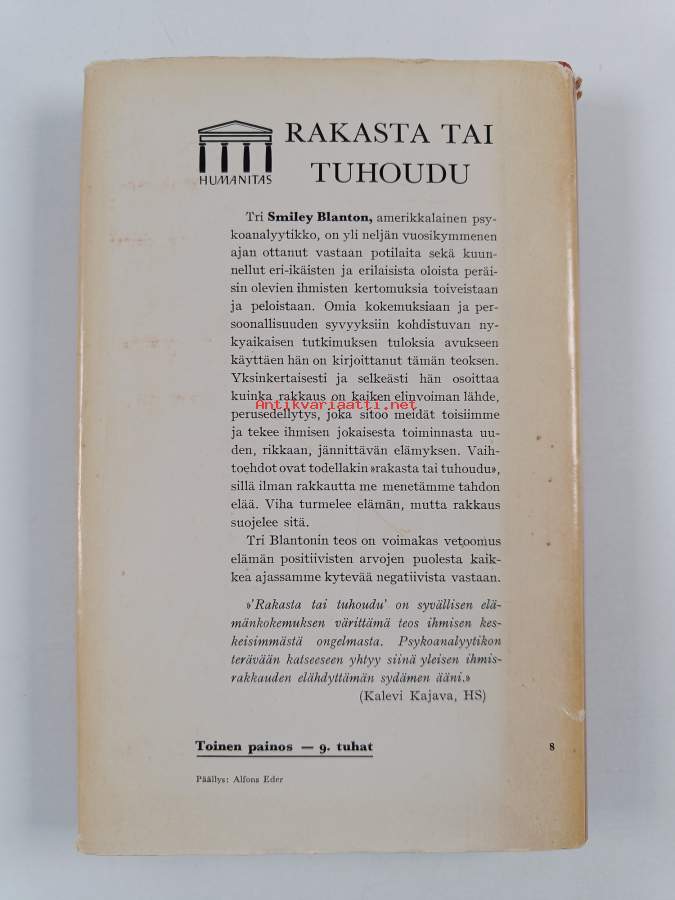 RAKASTA TAI
TUHOUDU
HUMANITAS
Tri Smiley Blanton, amerikkalainen psy-
koanalyytikko, on yli neljän vuosikymmenen
ajan ottanut vastaan potilaita sekä kuun-
nellut eri-ikäisten ja erilaisista oloista peräi-
sin olevien ihmisten kertomuksia toiveistaan
ja peloistaan. Omia kokemuksiaan ja per-
soonallisuuden syvyyksiin kohdistuvan ny-
kyaikaisen tutkimuksen tuloksia avukseen
käyttäen hän on kirjoittanut tämän teoksen.
Yksinkertaisesti ja selkeästi hän osoittaa
kuinka rakkaus on kaiken elinvoiman lähde,
Antikvariaatti.net
perusedellytys, joka sitoo meidät toisiimme
ja tekee ihmisen jokaisesta toiminnasta uu-
den, rikkaan, jännittävän elämyksen. Vaih-
toehdot ovat todellakin »rakasta tai tuhoudu»,
sillä ilman rakkautta me menetämme tahdon
elää. Viha turmelee elämän, mutta rakkaus
suojelee sitä.
Tri Blantonin teos on voimakas vetoomus
elämän positiivisten arvojen puolesta kaik-
kea ajassamme kytevää negatiivista vastaan.
»'Rakasta tai tuhoudu' on syvällisen elä-
mänkokemuksen värittämä teos ihmisen kes-
keisimmästä ongelmasta. Psykoanalyytikon
terävään katseeseen yhtyy siinä yleisen ihmis-
rakkauden elähdyttämän sydämen ääni.»
(Kalevi Kajava, HS)
Toinen painos — 9. tuhat
8
Päällys: Alfons Eder